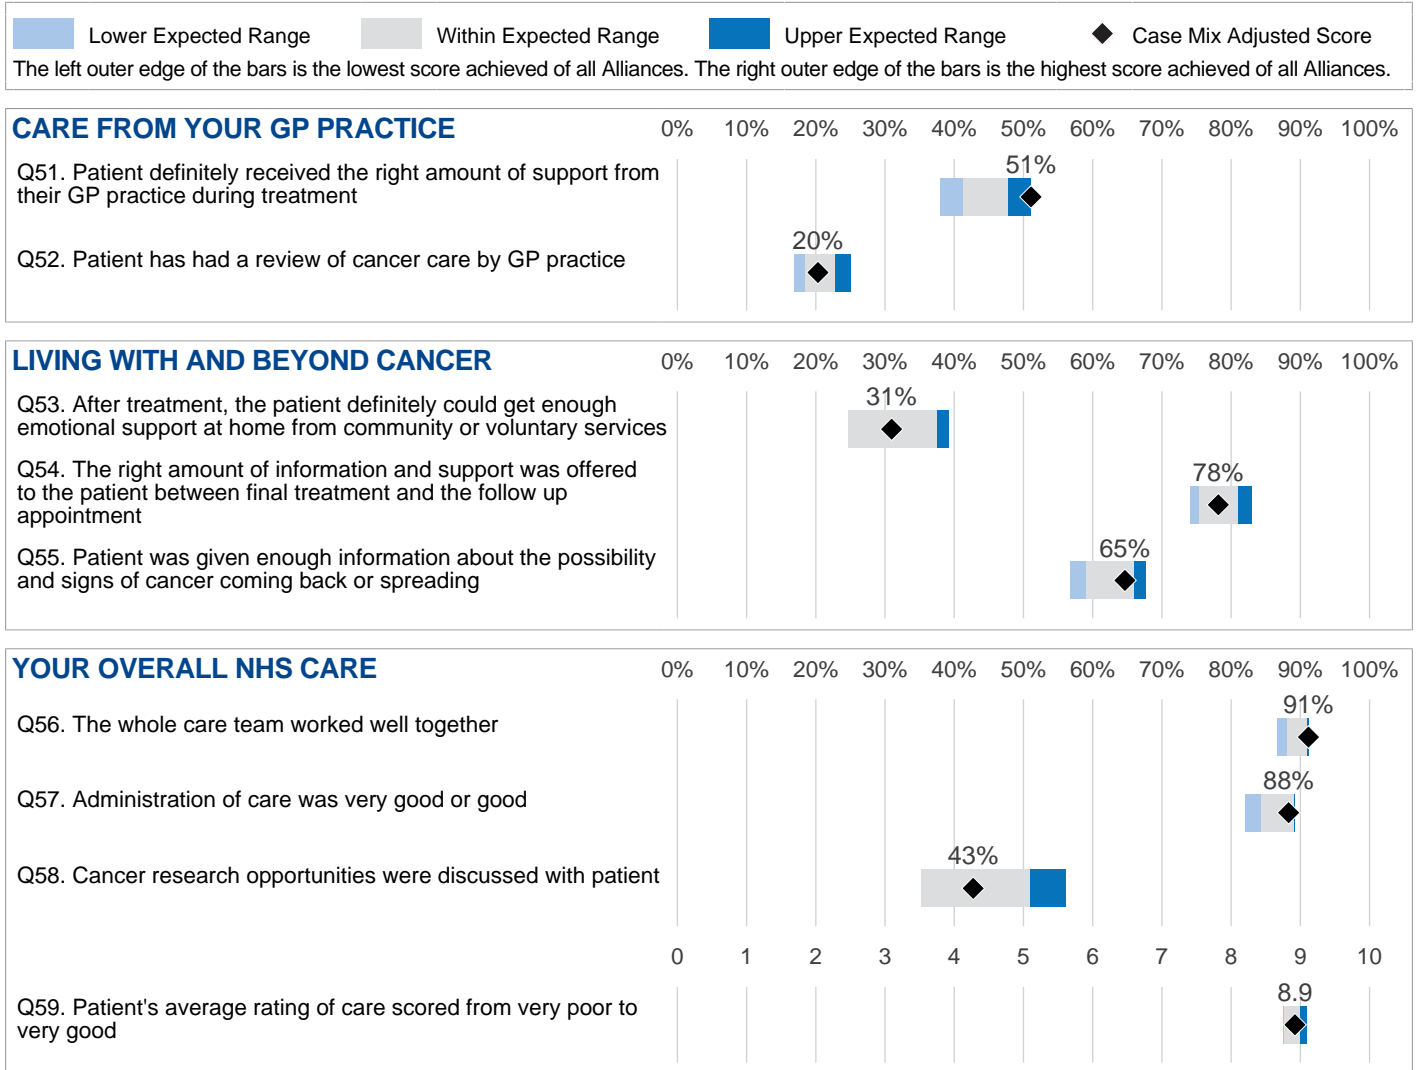 Lower Expected Range Within Expected Range Upper Expected Range Case Mix Adjusted Score
The left outer edge of the bars is the lowest score achieved of all Alliances. The right outer edge of the bars is the highest score achieved of all Alliances.
CARE FROM YOUR GP PRACTICE 0% 10% 20% 30% 40% 50% 60% 70% 80% 90% 100%
51%
Q51. Patient definitely received the right amount of support from
their GP practice during treatment
20%
Q52. Patient has had a review of cancer care by GP practice
LIVING WITH AND BEYOND CANCER 0% 10% 20% 30% 40% 50% 60% 70% 80% 90% 100%
31%
Q53. After treatment, the patient definitely could get enough
emotional support at home from community or voluntary services
78%
Q54. The right amount of information and support was offered
to the patient between final treatment and the follow up
appointment
65%
Q55. Patient was given enough information about the possibility
and signs of cancer coming back or spreading
YOUR OVERALL NHS CARE 0% 10% 20% 30% 40% 50% 60% 70% 80% 90% 100%
91%
Q56. The whole care team worked well together
88%
Q57. Administration of care was very good or good
43%
Q58. Cancer research opportunities were discussed with patient
0 1 2 3 4 5 6 7 8 9 10
8.9
Q59. Patient's average rating of care scored from very poor to
very good